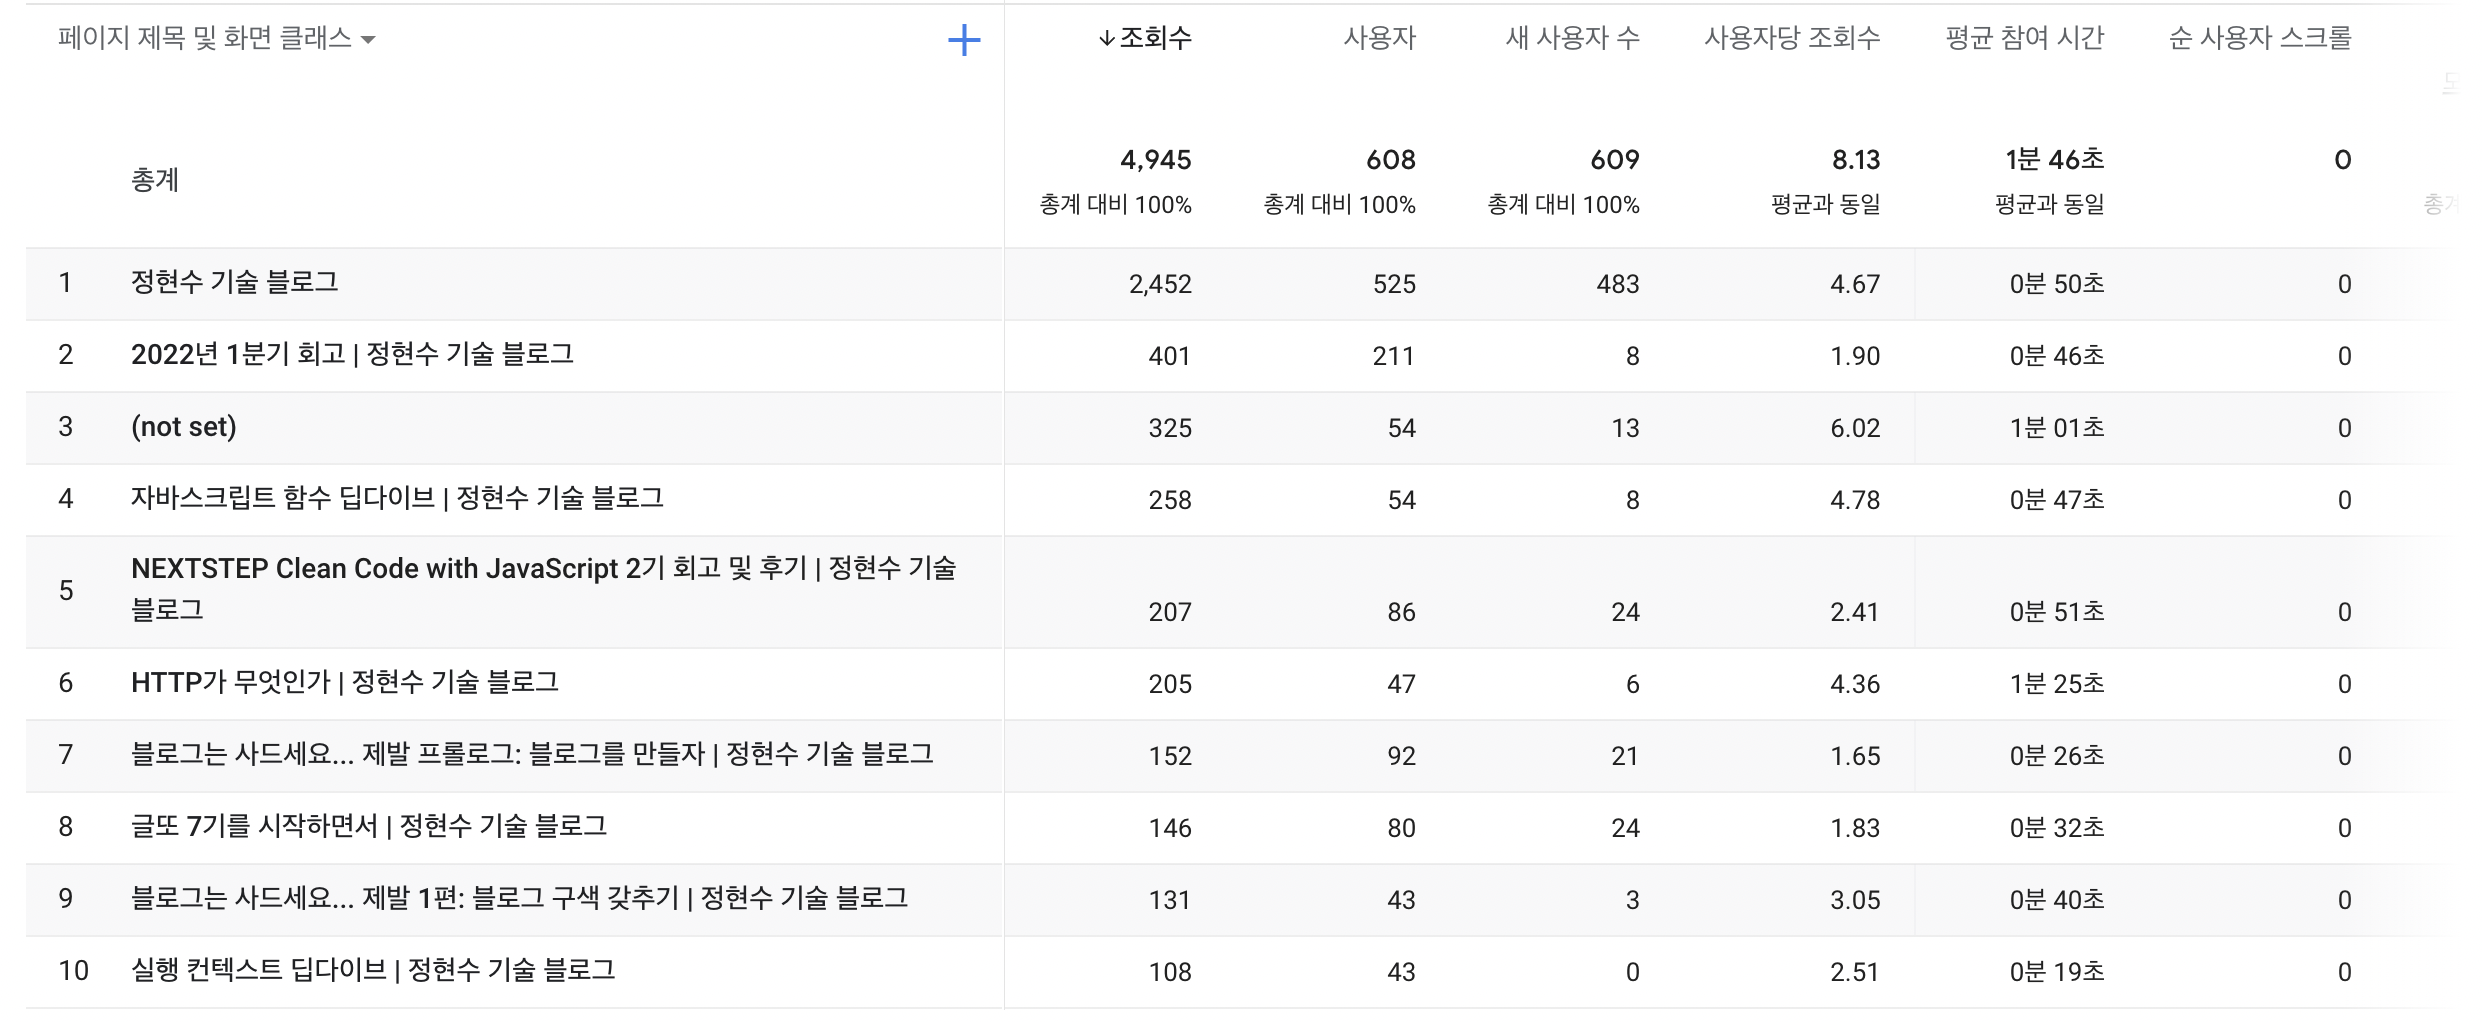 페이지 제목 및 화면 클래스 조회수 사용자 새 사용자 수 사용자당 조회수 평균 참여 시간 순 사용자 스크롤
총계 4,945 608 609 8.13 1분 46초 0
총계 대비 100% 총계 대비 100% 총계 대비 100% 평균과 동일 평균과 동일
1 정현수 기술 블로그 2,452 525 483 4.67 0분 50초 0
2 2022년 1분기 회고 | 정현수 기술 블로그 401 211 8 1.90 0분 46초 0
3 (not set) 325 54 13 6.02 1분 01초 0
4 자바스크립트 함수 딥다이브 | 정현수 기술 블로그 258 54 8 4.78 0분 47초 0
5 NEXTSTEP Clean Code with JavaScript 2기 회고 및 후기 | 정현수 기술
블로그 207 86 24 2.41 0분 51초 0
6 HTTP가 무엇인가 | 정현수 기술 블로그 205 47 6 4.36 1분 25초 0
7 블로그는 사드세요... 제발 프롤로그: 블로그를 만들자 | 정현수 기술 블로그 152 92 21 1.65 0분 26초 0
8 글또 7기를 시작하면서 | 정현수 기술 블로그 146 80 24 1.83 0분 32초 0
9 블로그는 사드세요... 제발 1편: 블로그 구색 갖추기 | 정현수 기술 블로그 131 43 3 3.05 0분 40초 0
10 실행 컨텍스트 딥다이브 | 정현수 기술 블로그 108 43 0 2.51 0분 19초 0